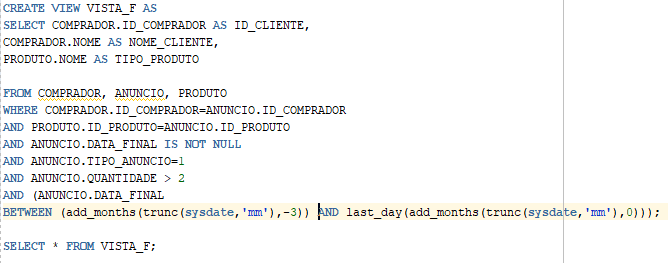 CREATE VIEW VISTA_F AS
SELECT COMPRADOR.ID_COMPRADOR AS ID_CLIENTE,
COMPRADOR.NOME AS NOME_CLIENTE,
PRODUTO.NOME AS TIPO_PRODUTO
FROM COMPRADOR, ANUNCIO, PRODUTO
WHERE COMPRADOR.ID_COMPRADOR=ANUNCIO.ID_COMPRADOR
AND PRODUTO.ID_PRODUTO=ANUNCIO.ID_PRODUTO
AND ANUNCIO.DATA_FINAL IS NOT NULL
AND ANUNCIO.TIPO_ANUNCIO=1
AND ANUNCIO.QUANTIDADE > 2
AND (ANUNCIO.DATA_FINAL
BETWEEN (add_months(trunc(sysdate,'mm'),-3)) AND last_day(add_months(trunc(sysdate,'mm'),0)));
SELECT * FROM VISTA_F;